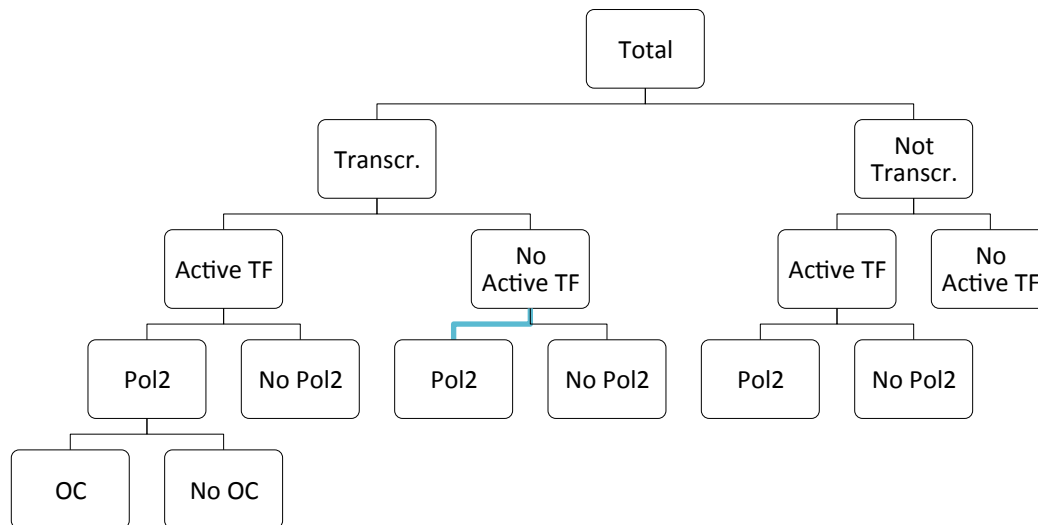 Total
Transcr.
Not
Transcr.
Active TF
No
Active TF
Active TF
No
Active TF
Pol2
No Pol2
Pol2
No Pol2
Pol2
No Pol2
OC
No OC